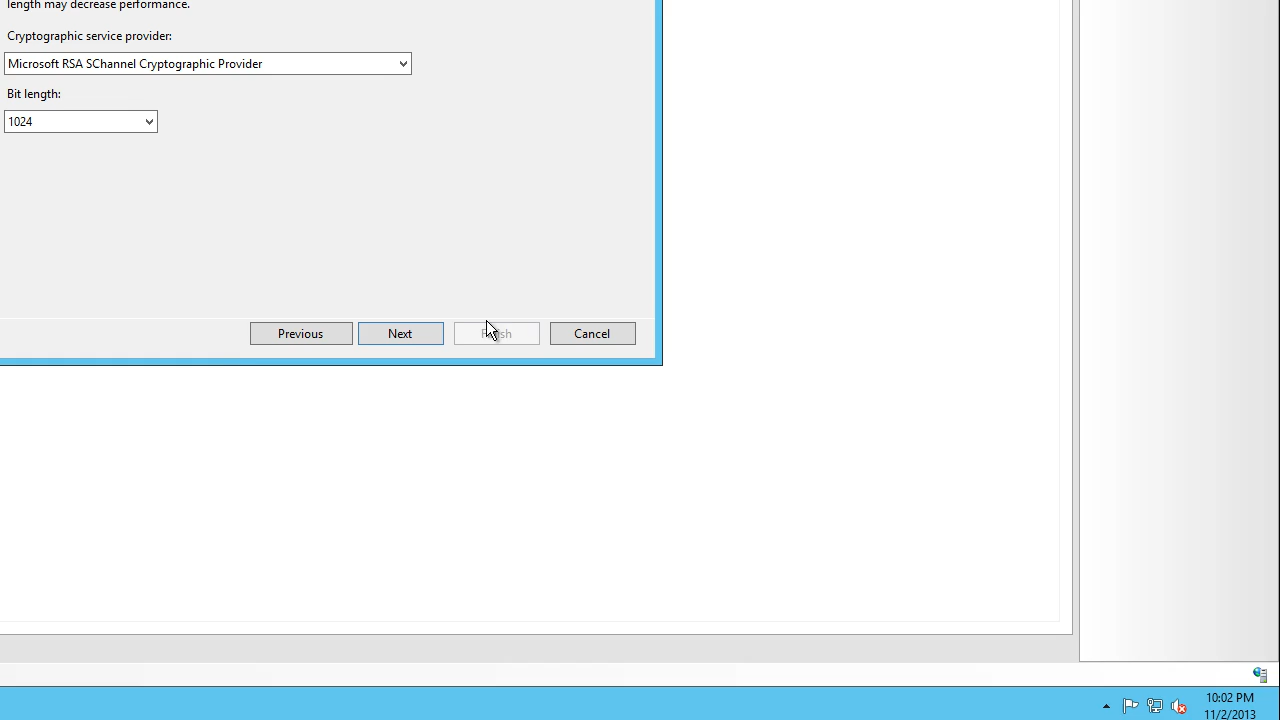 length may decrease performance.
Cryptographic service provider:
Microsoft RSA SChannel Cryptographic Provider
Bit length:
1024
Previous
Next
Finish
Cancel
10:02 PM
11/2/2013